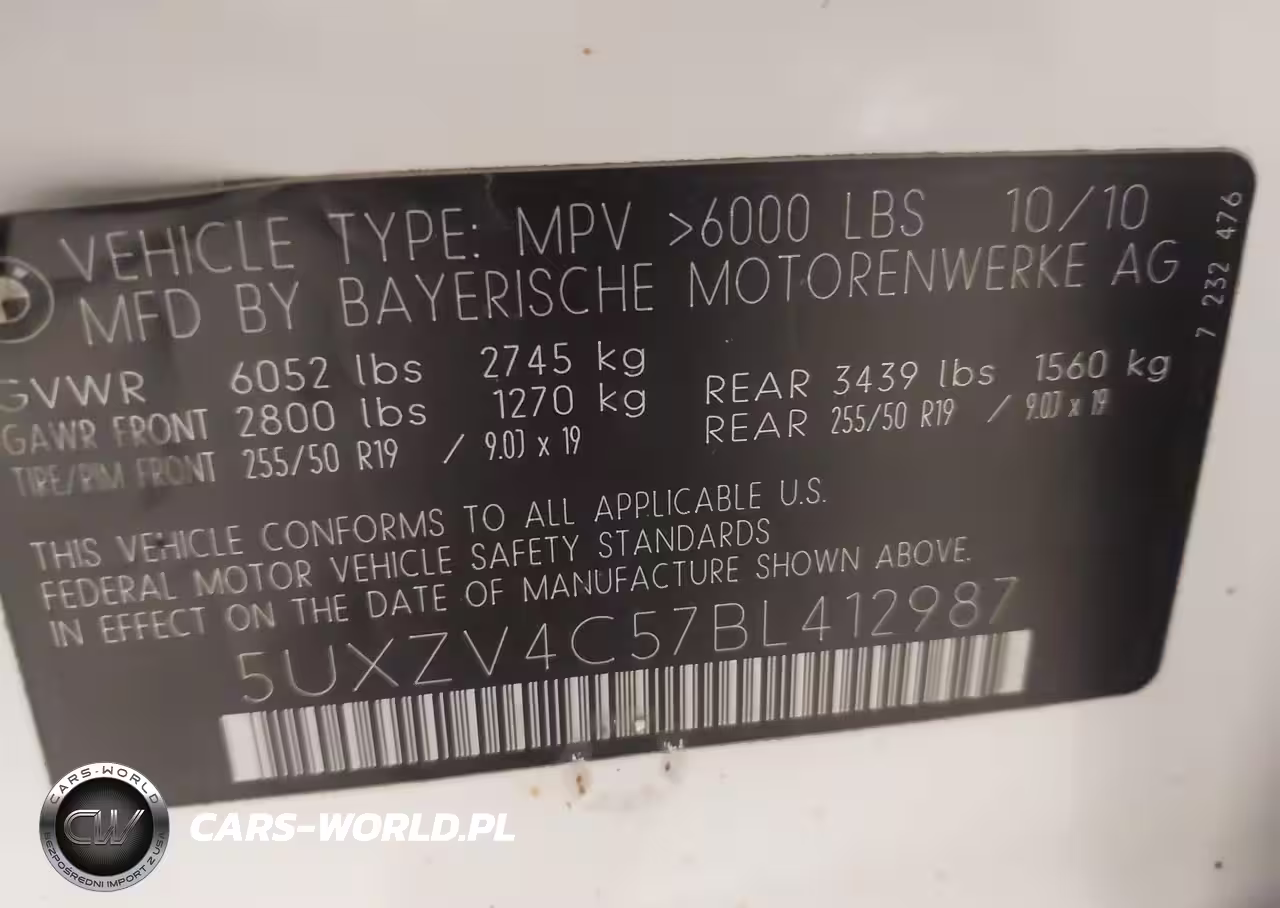 VEHICLE TYPE: MPV >6000 LBS 10/10
MFD BY BAYERISCHE MOTORENWERKE AG
7 232 476
GVWR 6052 lbs 2745 kg
GAWR FRONT 2800 lbs 1270 kg REAR 3439 lbs 1560 kg
TIRE/RIM FRONT 255/50 R19 / 9.0J x 19 REAR 255/50 R19 / 9.0J x 19
THIS VEHICLE CONFORMS TO ALL APPLICABLE U.S.
FEDERAL MOTOR VEHICLE SAFETY STANDARDS
IN EFFECT ON THE DATE OF MANUFACTURE SHOWN ABOVE.
5UXZV4C57BL412987
CARS-WORLD
CW
BEZPOŚREDNI IMPORT Z USA
CARS-WORLD.PL